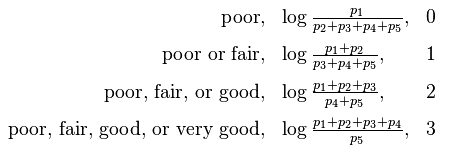 poor, log p₁/(p₂+p₃+p₄+p₅), 0
poor or fair, log (p₁+p₂)/(p₃+p₄+p₅), 1
poor, fair, or good, log (p₁+p₂+p₃)/(p₄+p₅), 2
poor, fair, good, or very good, log (p₁+p₂+p₃+p₄)/p₅, 3